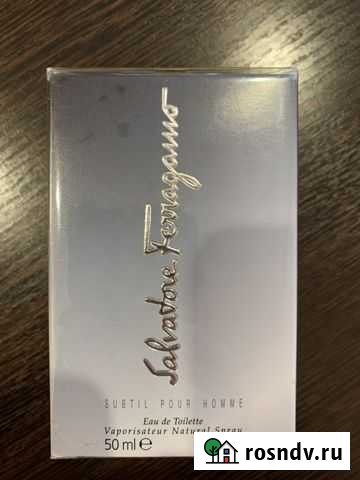 Salvatore Ferragamo
SUBTIL POUR HOMME
Eau de Toilette
Vaporisateur Natural Spray
50 ml e
rosndv.ru